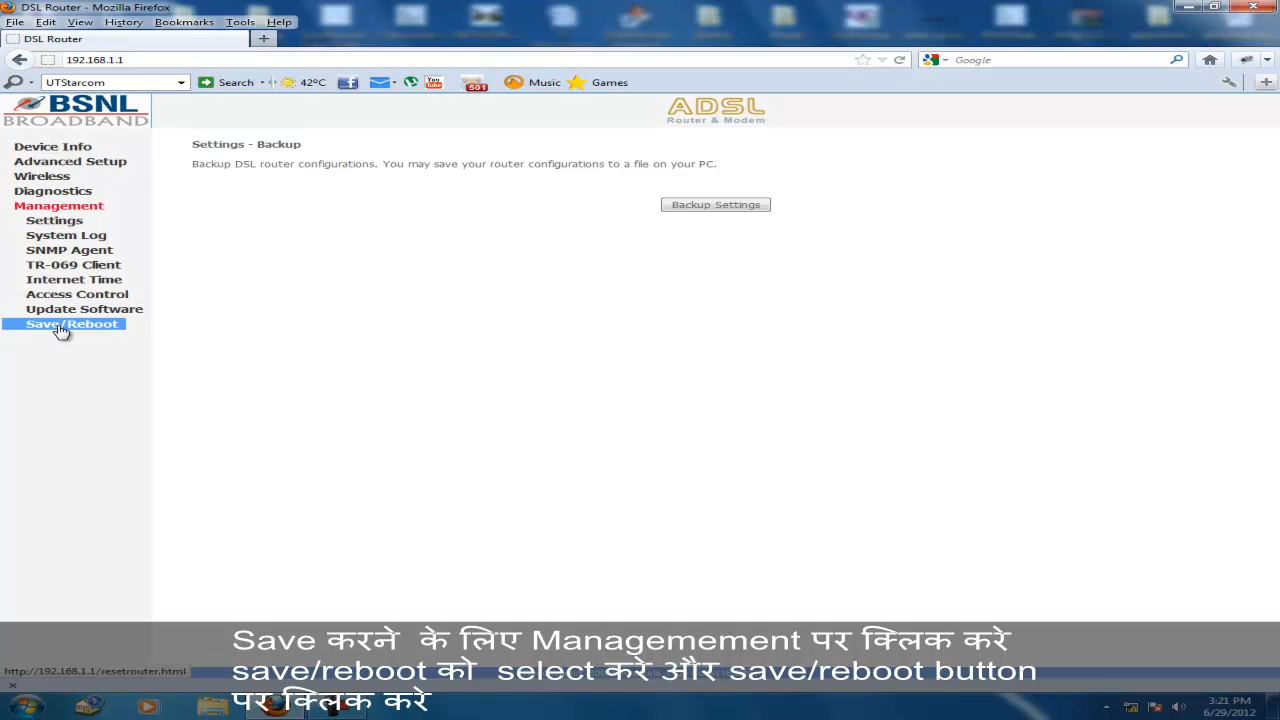 DSL Router - Mozilla Firefox
File Edit View History Bookmarks Tools Help
DSL Router
192.168.1.1
Google
UTStarcom
Search
42°C
You Tube
501
Music
Games
BSNL
BROADBAND
ADSL
Router & Modem
Device Info
Advanced Setup
Wireless
Diagnostics
Management
Settings
System Log
SNMP Agent
TR-069 Client
Internet Time
Access Control
Update Software
Save/Reboot
Settings - Backup
Backup DSL router configurations. You may save your router configurations to a file on your PC.
Backup Settings
Save करने के लिए Managemement पर क्लिक करे
save/reboot को select करे और save/reboot button
पर क्लिक करे
http://192.168.1.1/resetrouter.html
3:21 PM
6/29/2012